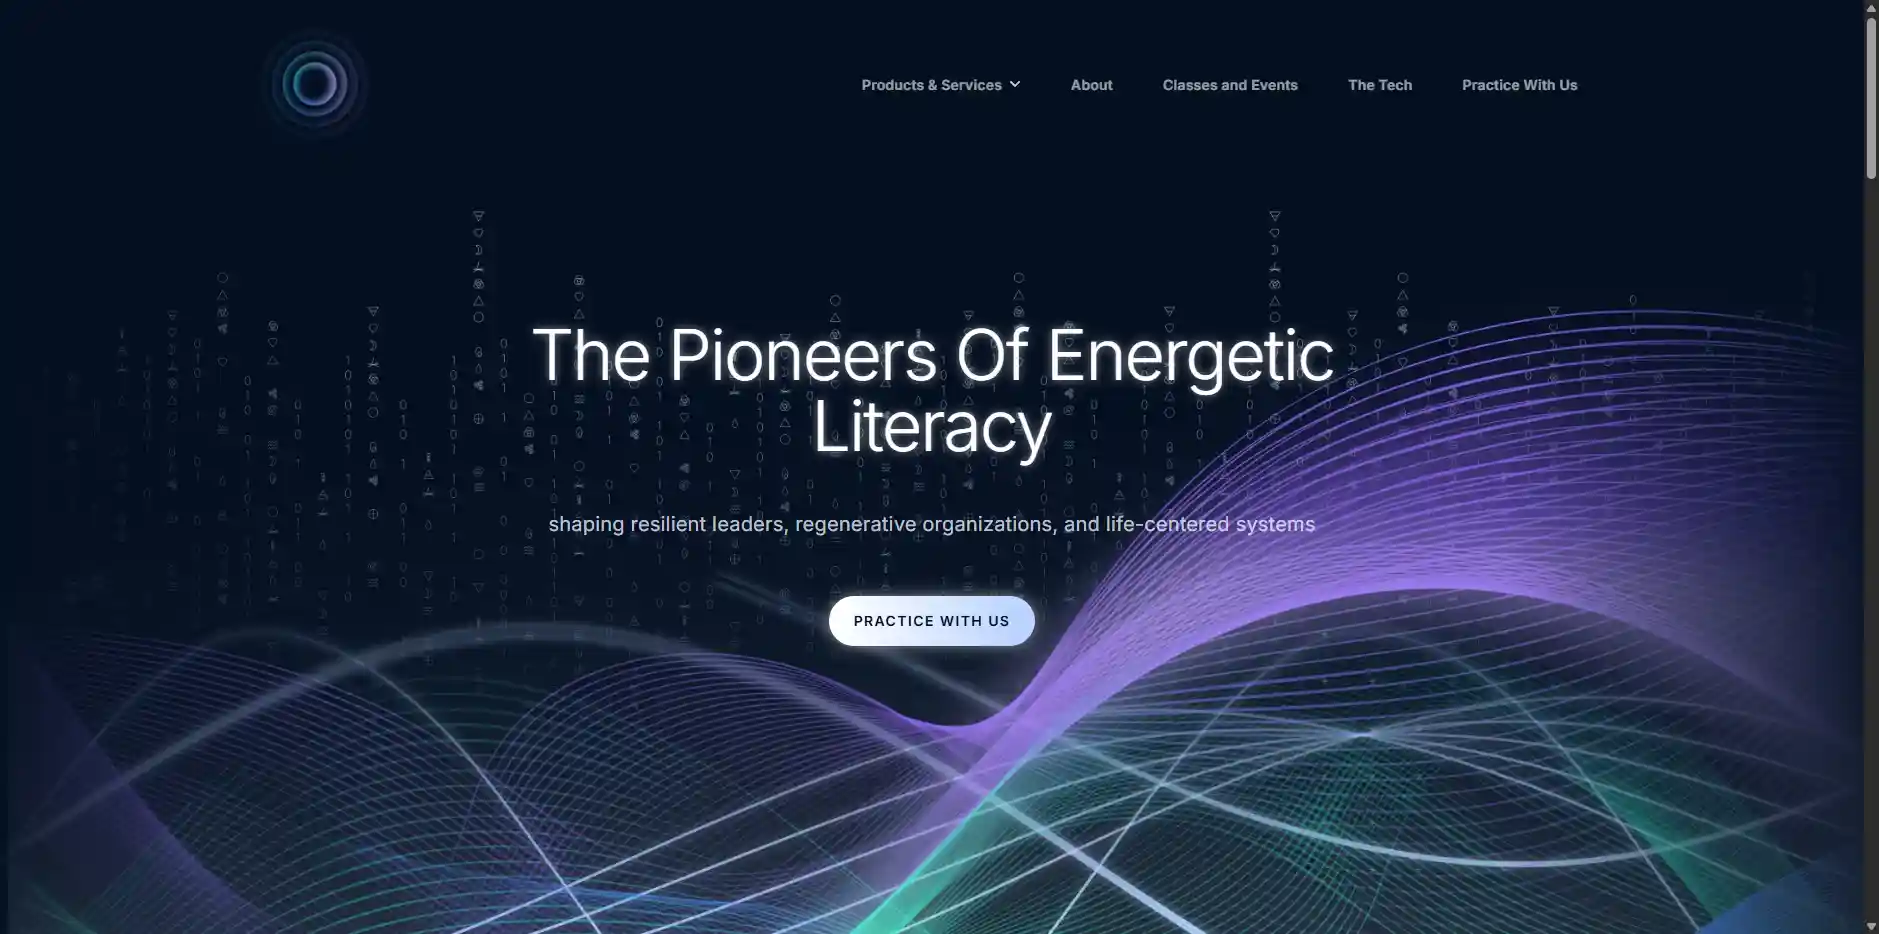 Products & Services
About
Classes and Events
The Tech
Practice With Us
The Pioneers Of Energetic
Literacy
shaping resilient leaders, regenerative organizations, and life-centered systems
PRACTICE WITH US